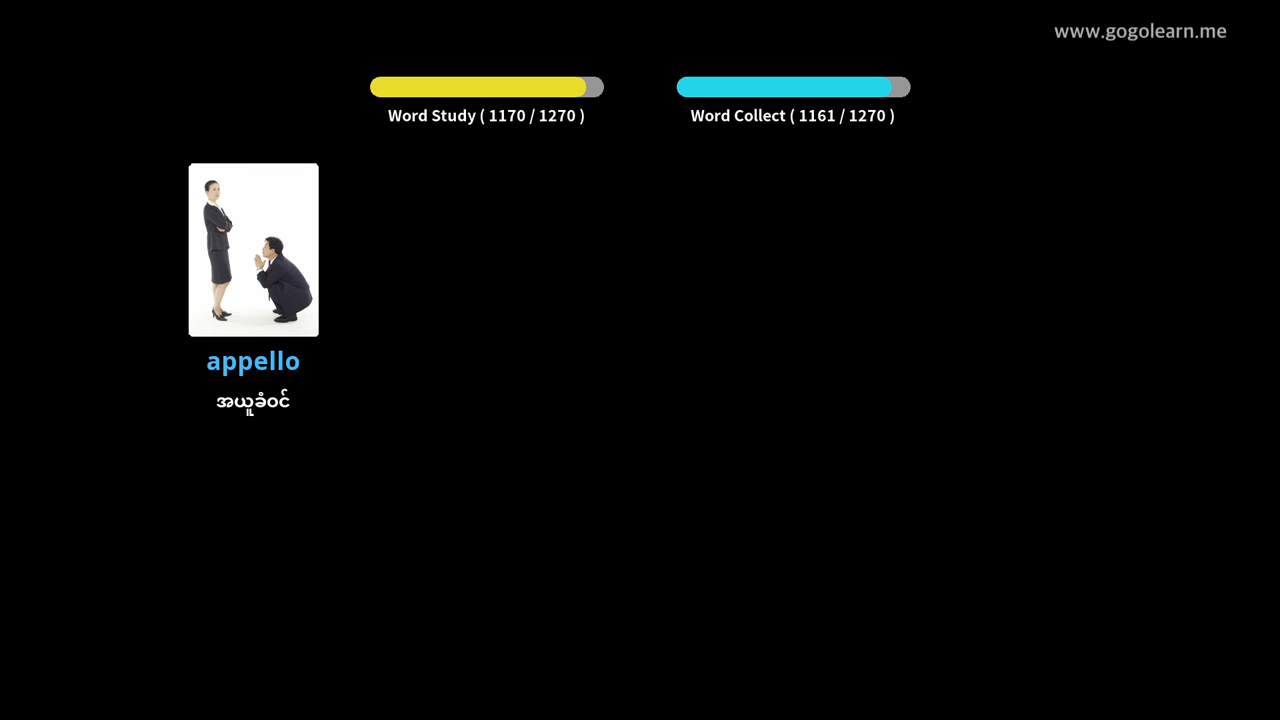 www.gogolearn.me
Word Study ( 1170 / 1270 )
Word Collect ( 1161 / 1270 )
appello
အယူခံဝင်